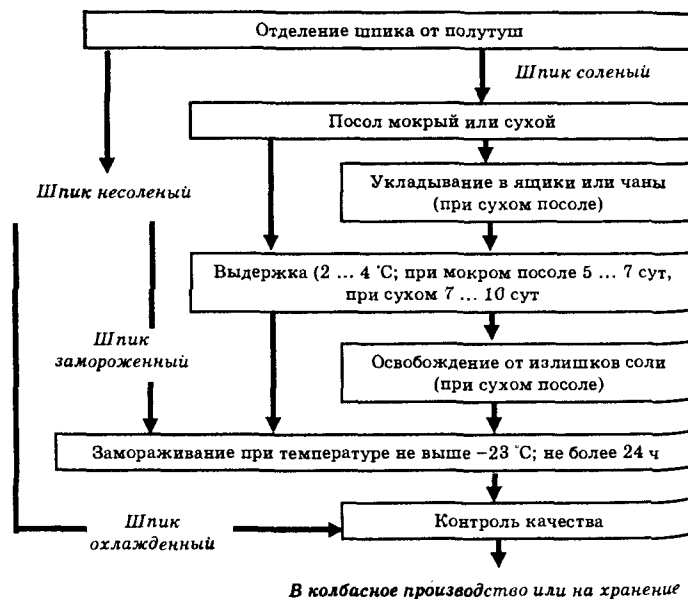 Отделение шпика от полутуш
Шпик соленый
Посол мокрый или сухой
Укладывание в ящики или чаны
(при сухом посоле)
Шпик несоленый
Выдержка (2 ... 4 °С; при мокром посоле 5 ... 7 сут,
при сухом 7 ... 10 сут
Шпик
замороженный
Освобождение от излишков соли
(при сухом посоле)
Замораживание при температуре не выше −23 °С; не более 24 ч
Шпик
охлажденный
Контроль качества
В колбасное производство или на хранение